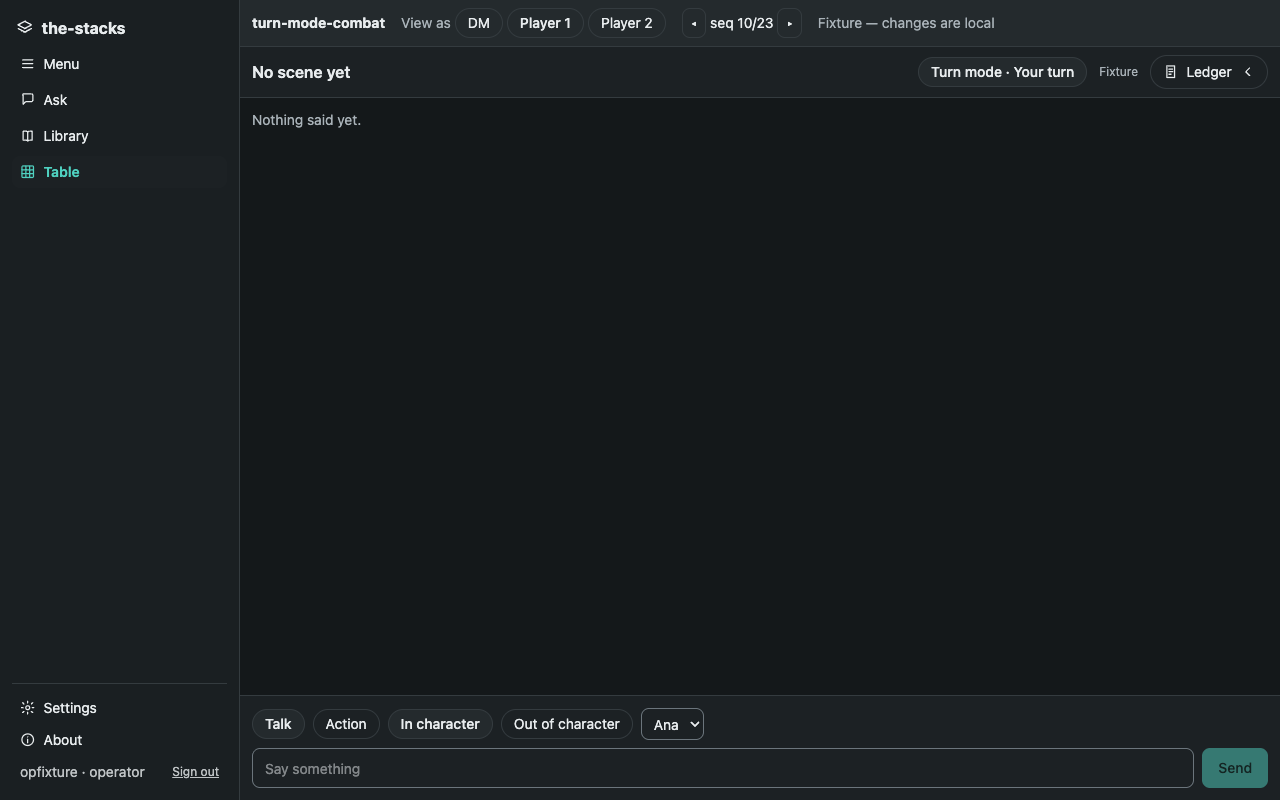 the-stacks
Menu
Ask
Library
Table
Settings
About
opfixture · operator Sign out
turn-mode-combat View as DM Player 1 Player 2 ◂ seq 10/23 ▸ Fixture — changes are local
No scene yet Turn mode · Your turn Fixture Ledger
Nothing said yet.
Talk Action In character Out of character Ana
Say something Send